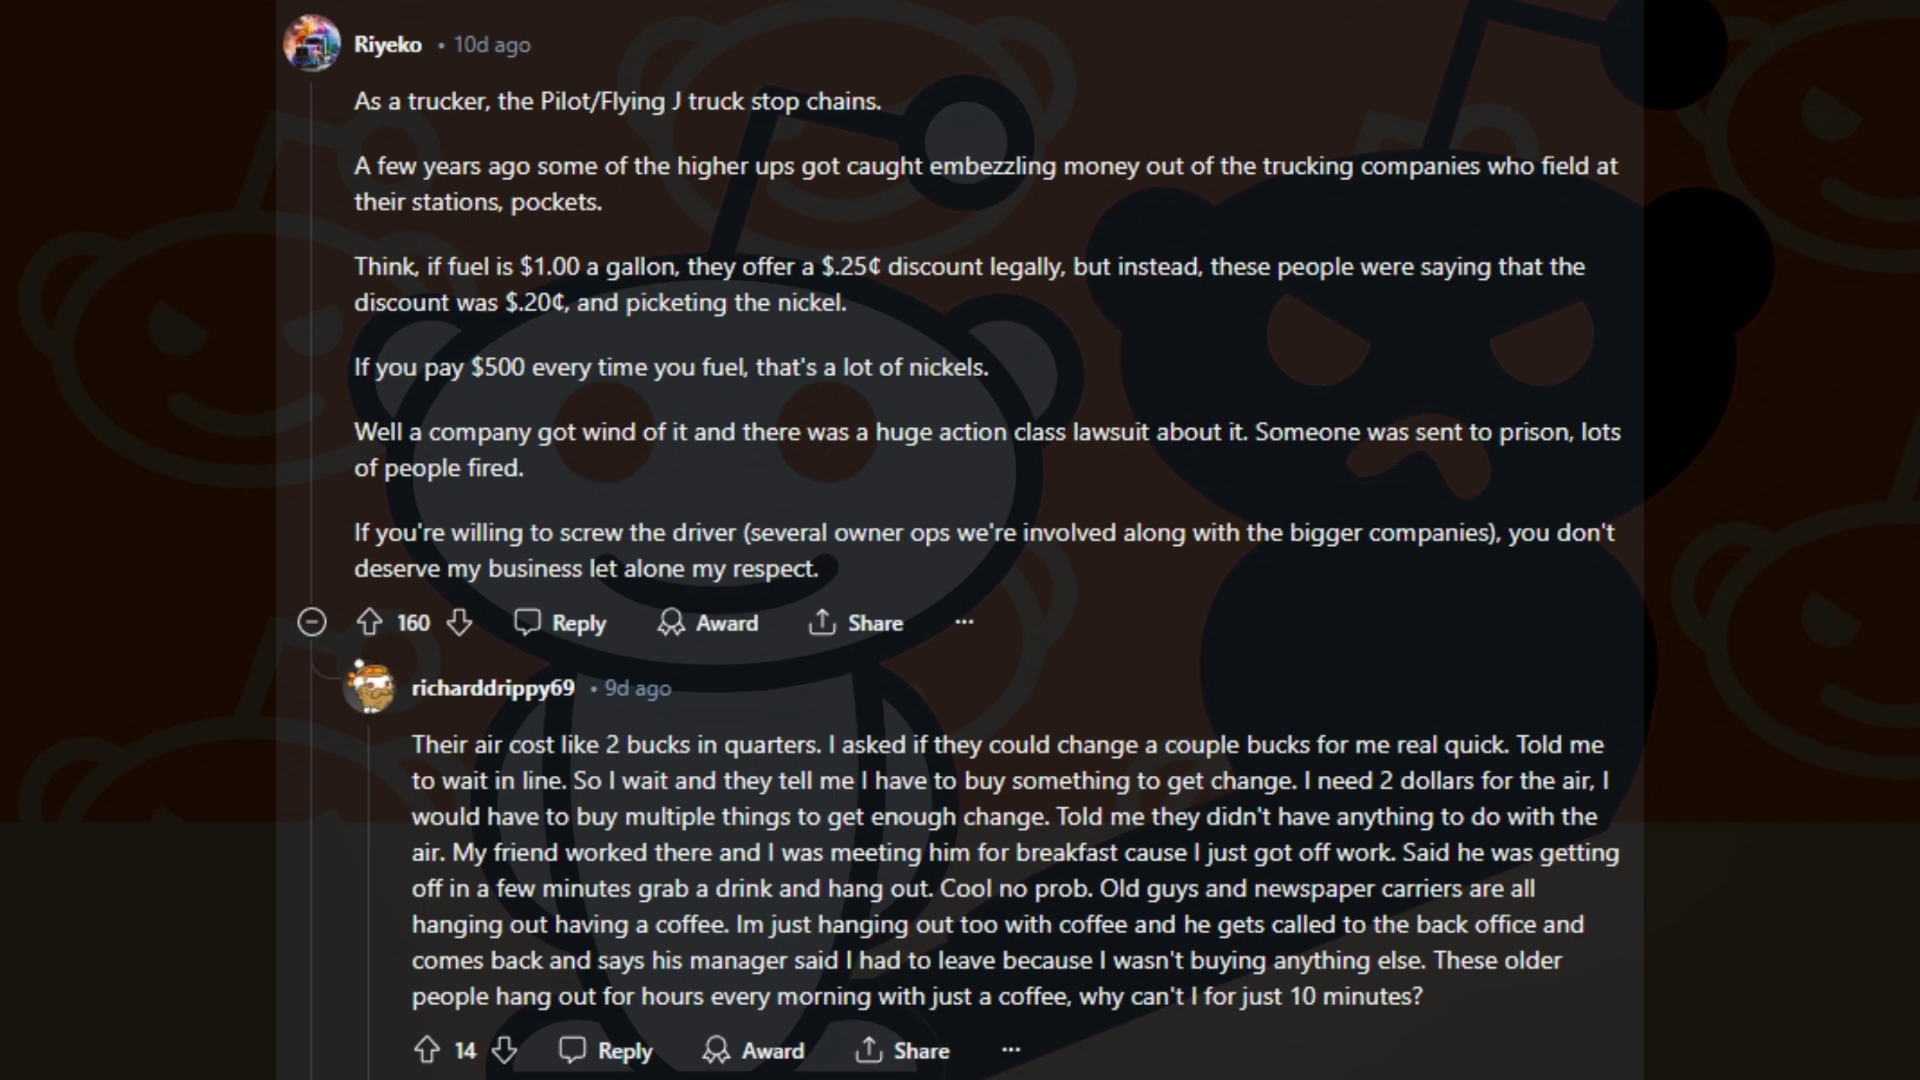 Riyeko • 10d ago
As a trucker, the Pilot/Flying J truck stop chains.
A few years ago some of the higher ups got caught embezzling money out of the trucking companies who field at
their stations, pockets.
Think, if fuel is $1.00 a gallon, they offer a $.25¢ discount legally, but instead, these people were saying that the
discount was $.20¢, and picketing the nickel.
If you pay $500 every time you fuel, that's a lot of nickels.
Well a company got wind of it and there was a huge action class lawsuit about it. Someone was sent to prison, lots
of people fired.
If you're willing to screw the driver (several owner ops we're involved along with the bigger companies), you don't
deserve my business let alone my respect.
160 Reply Award Share ...
richarddrippy69 • 9d ago
Their air cost like 2 bucks in quarters. I asked if they could change a couple bucks for me real quick. Told me
to wait in line. So I wait and they tell me I have to buy something to get change. I need 2 dollars for the air, I
would have to buy multiple things to get enough change. Told me they didn't have anything to do with the
air. My friend worked there and I was meeting him for breakfast cause I just got off work. Said he was getting
off in a few minutes grab a drink and hang out. Cool no prob. Old guys and newspaper carriers are all
hanging out having a coffee. Im just hanging out too with coffee and he gets called to the back office and
comes back and says his manager said I had to leave because I wasn't buying anything else. These older
people hang out for hours every morning with just a coffee, why can't I for just 10 minutes?
14 Reply Award Share ...